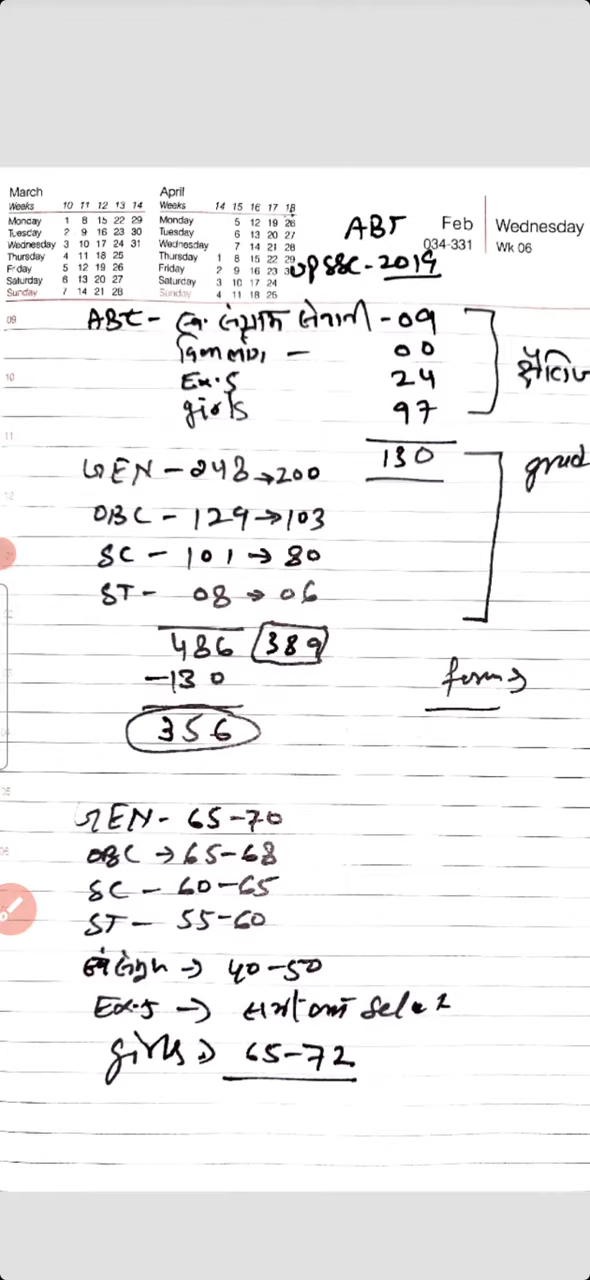 March
Weeks 10 11 12 13 14
Monday 1 8 15 22 29
Tuesday 2 9 16 23 30
Wednesday 3 10 17 24 31
Thursday 4 11 18 25
Friday 5 12 19 26
Saturday 6 13 20 27
Sunday 7 14 21 28
April
Weeks 14 15 16 17 18
Monday 5 12 19 26
Tuesday 6 13 20 27
Wednesday 7 14 21 28
Thursday 1 8 15 22 29
Friday 2 9 16 23
Saturday 3 10 17 24
Sunday 4 11 18 25
ABT
Feb
034-331
Wednesday
Wk 06
UPSSC-2019
09
ABT - स्व. संग्राम सेनानी - 09
00
10
Ex.S 24
girls 97
130
11
GEN - 248 → 200
OBC - 129 → 103
SC - 101 → 80
ST - 08 → 06
486 389
-130
356
GEN - 65-70
OBC → 65-68
SC - 60-65
ST - 55-60
→ 40-50
Ex.S →
girls → 65-72